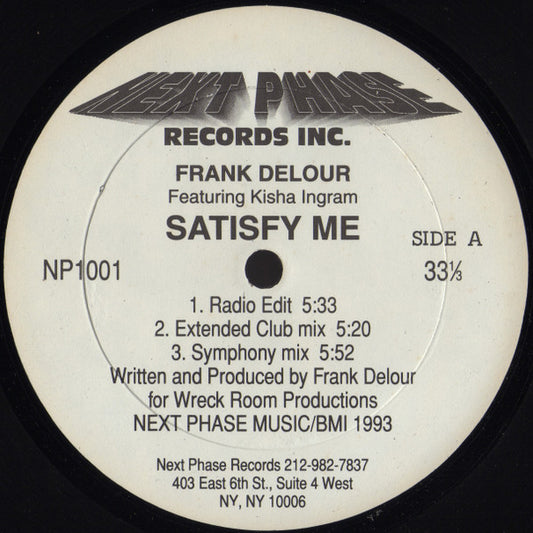 NEXT PHASE
RECORDS INC.
FRANK DELOUR
Featuring Kisha Ingram
SATISFY ME
SIDE A
NP1001
33⅓
1. Radio Edit 5:33
2. Extended Club mix 5:20
3. Symphony mix 5:52
Written and Produced by Frank Delour
for Wreck Room Productions
NEXT PHASE MUSIC/BMI 1993
Next Phase Records 212-982-7837
403 East 6th St., Suite 4 West
NY, NY 10006